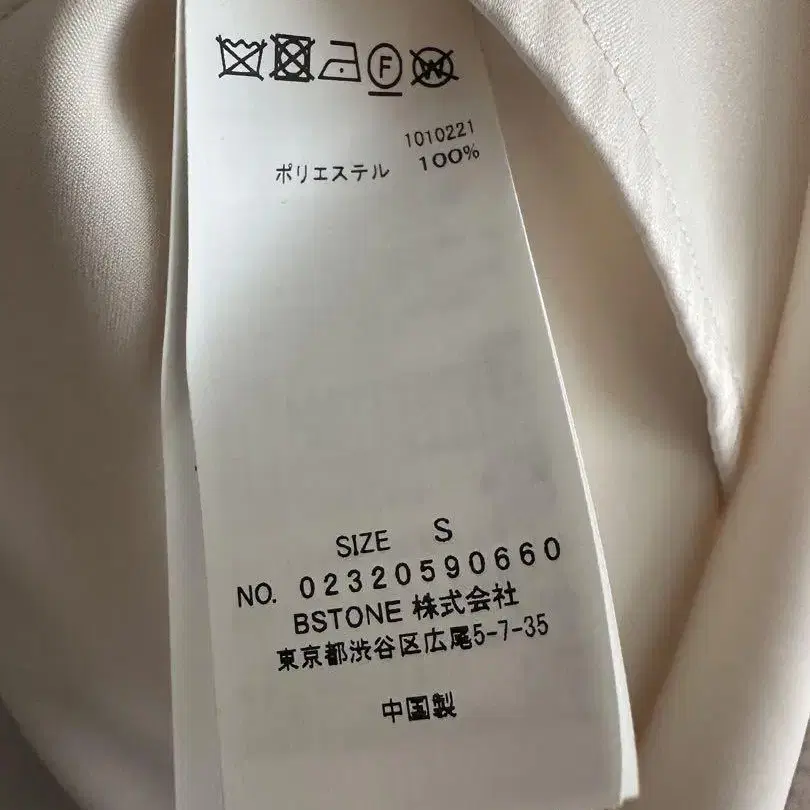 F W
1010221
ポリエステル 100%
SIZE S
NO. 02320590660
BSTONE 株式会社
東京都渋谷区広尾5-7-35
中国製